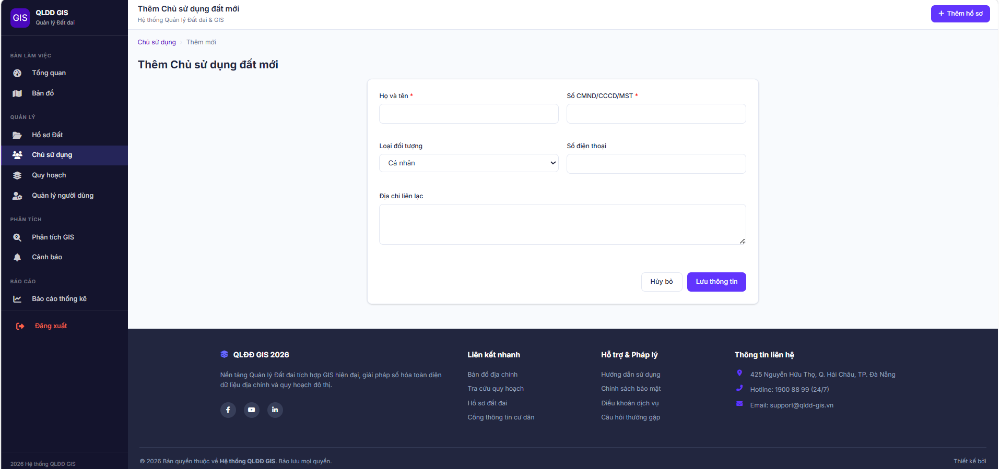 GIS
QLDD GIS
Quản lý Đất đai
BÀN LÀM VIỆC
Tổng quan
Bản đồ
QUẢN LÝ
Hồ sơ Đất
Chủ sử dụng
Quy hoạch
Quản lý người dùng
PHÂN TÍCH
Phân tích GIS
Cảnh báo
BÁO CÁO
Báo cáo thống kê
Đăng xuất
2026 Hệ thống QLĐĐ GIS
Thêm Chủ sử dụng đất mới
Hệ thống Quản lý Đất đai & GIS
+ Thêm hồ sơ
Chủ sử dụng › Thêm mới
Thêm Chủ sử dụng đất mới
Họ và tên *
Số CMND/CCCD/MST *
Loại đối tượng
Số điện thoại
Cá nhân
Địa chỉ liên lạc
Hủy bỏ
Lưu thông tin
QLĐĐ GIS 2026
Nền tảng Quản lý Đất đai tích hợp GIS hiện đại, giải pháp số hóa toàn diện
dữ liệu địa chính và quy hoạch đô thị.
Liên kết nhanh
Bản đồ địa chính
Tra cứu quy hoạch
Hồ sơ đất đai
Cổng thông tin cư dân
Hỗ trợ & Pháp lý
Hướng dẫn sử dụng
Chính sách bảo mật
Điều khoản dịch vụ
Câu hỏi thường gặp
Thông tin liên hệ
425 Nguyễn Hữu Thọ, Q. Hải Châu, TP. Đà Nẵng
Hotline: 1900 88 99 (24/7)
Email: support@qldd-gis.vn
© 2026 Bản quyền thuộc về Hệ thống QLĐĐ GIS. Bảo lưu mọi quyền.
Thiết kế bởi